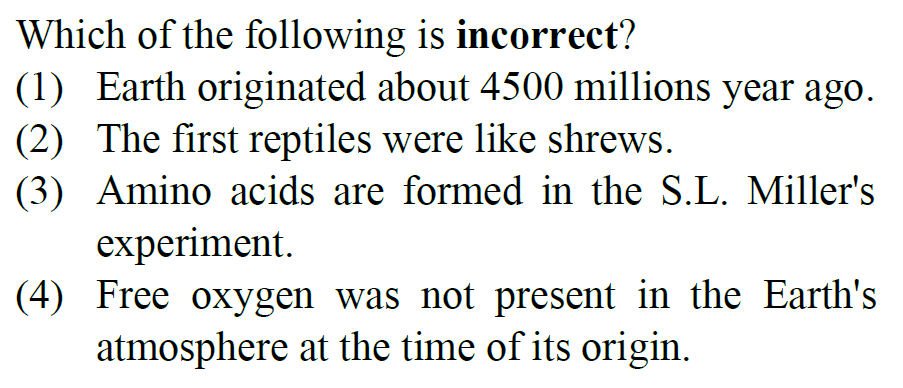 Which of the following is incorrect?
(1) Earth originated about 4500 millions year ago.
(2) The first reptiles were like shrews.
(3) Amino acids are formed in the S.L. Miller's
experiment.
(4) Free oxygen was not present in the Earth's
atmosphere at the time of its origin.